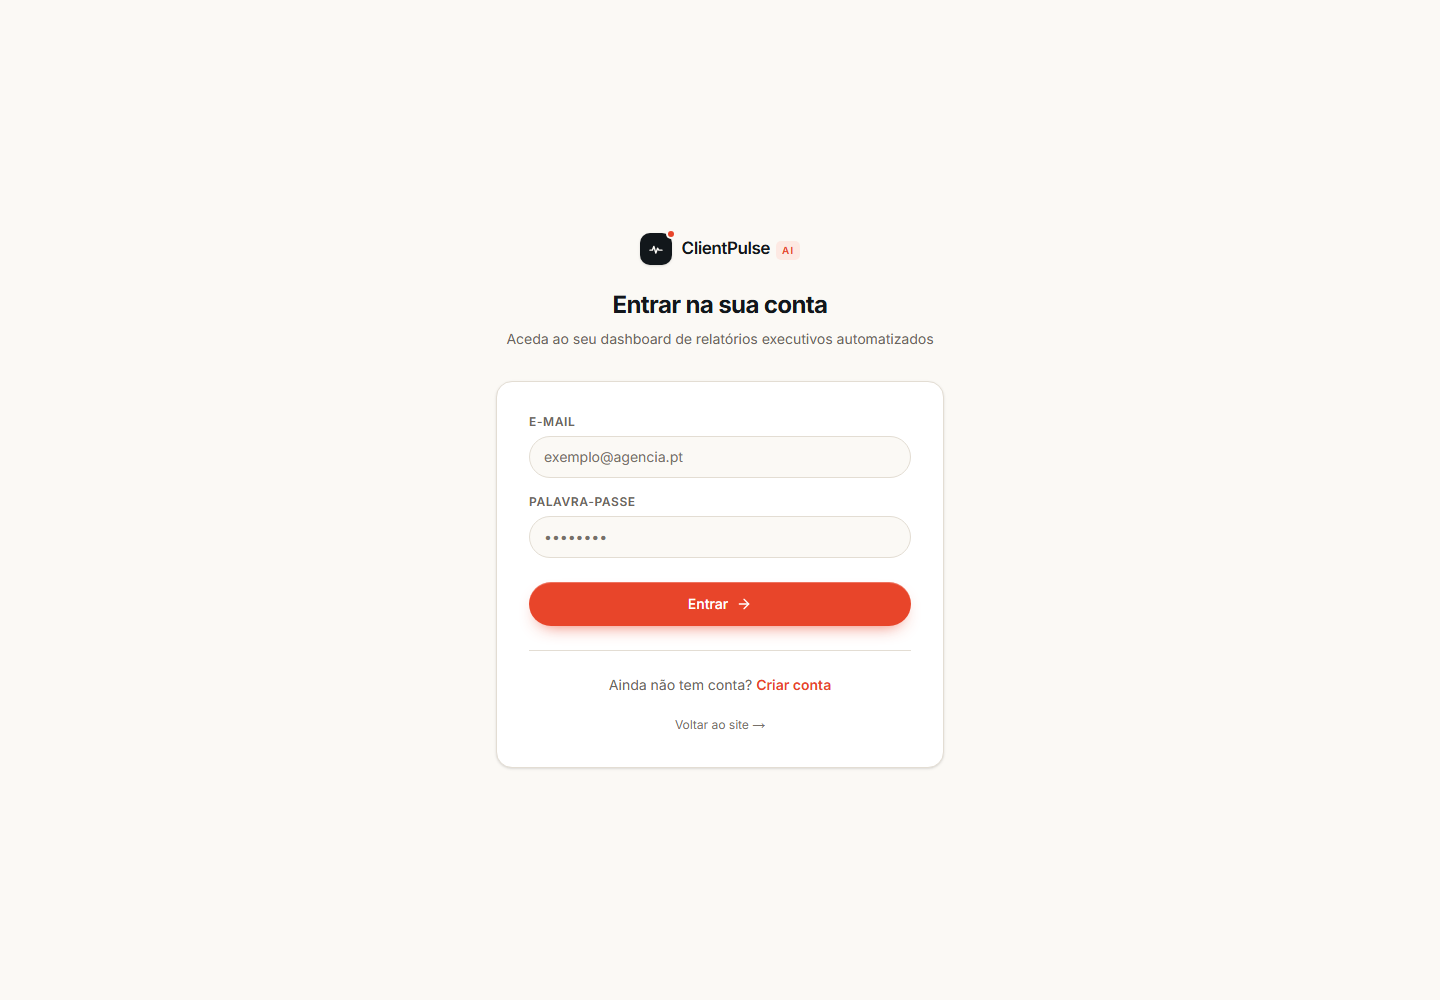 ClientPulse AI
Entrar na sua conta
Aceda ao seu dashboard de relatórios executivos automatizados
E-MAIL
exemplo@agencia.pt
PALAVRA-PASSE
••••••••
Entrar →
Ainda não tem conta? Criar conta
Voltar ao site →